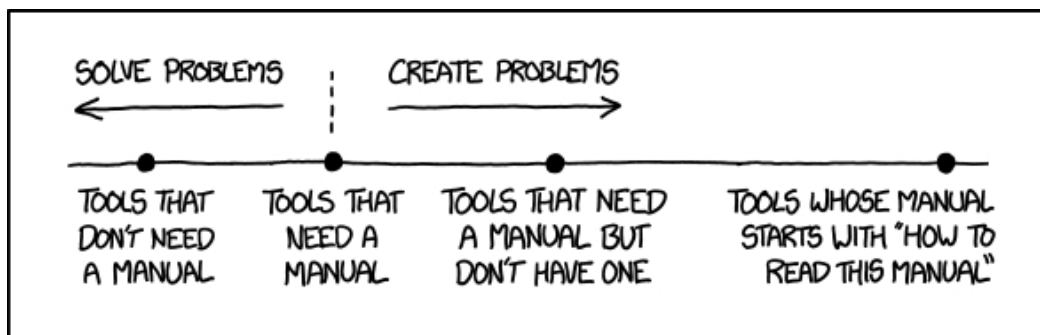 SOLVE PROBLEMS
CREATE PROBLEMS
TOOLS THAT
DON'T NEED
A MANUAL
TOOLS THAT
NEED A
MANUAL
TOOLS THAT NEED
A MANUAL BUT
DON'T HAVE ONE
TOOLS WHOSE MANUAL
STARTS WITH "HOW TO
READ THIS MANUAL"